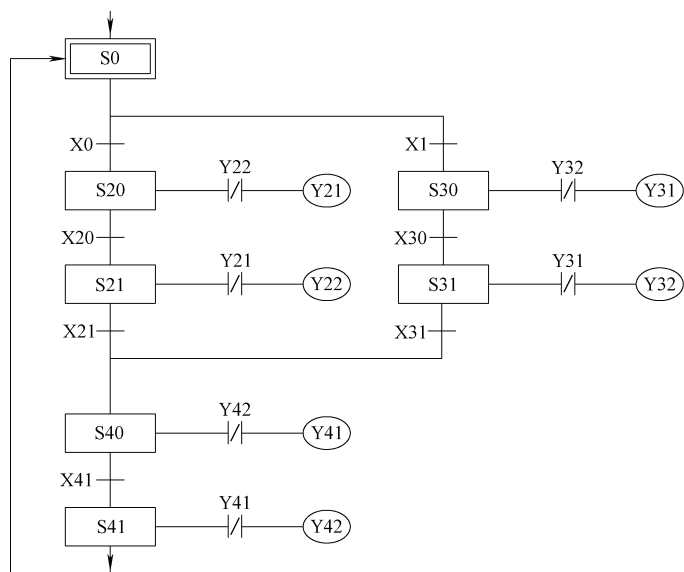 S0
X0 X1
Y22 Y32
S20 Y21 S30 Y31
X20 X30
Y21 Y31
S21 Y22 S31 Y32
X21 X31
Y42
S40 Y41
X41
Y41
S41 Y42